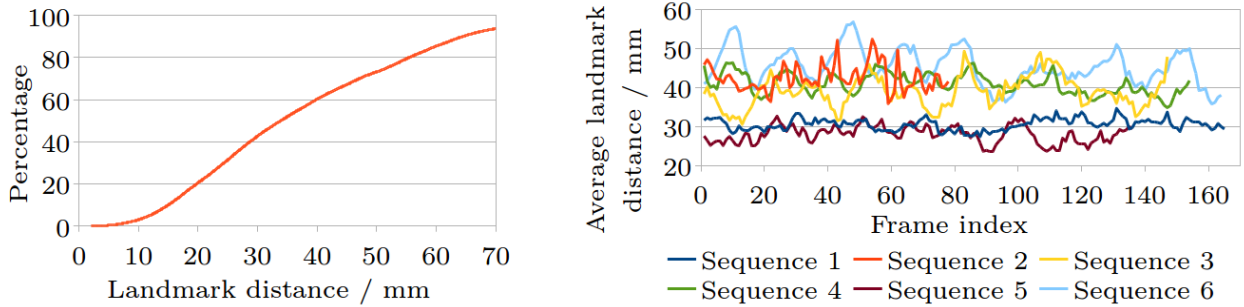 Percentage
100
80
60
40
20
0
0 10 20 30 40 50 60 70
Landmark distance / mm
Average landmark
distance / mm
60
50
40
30
20
0 20 40 60 80 100 120 140 160
Frame index
Sequence 1 Sequence 2 Sequence 3
Sequence 4 Sequence 5 Sequence 6